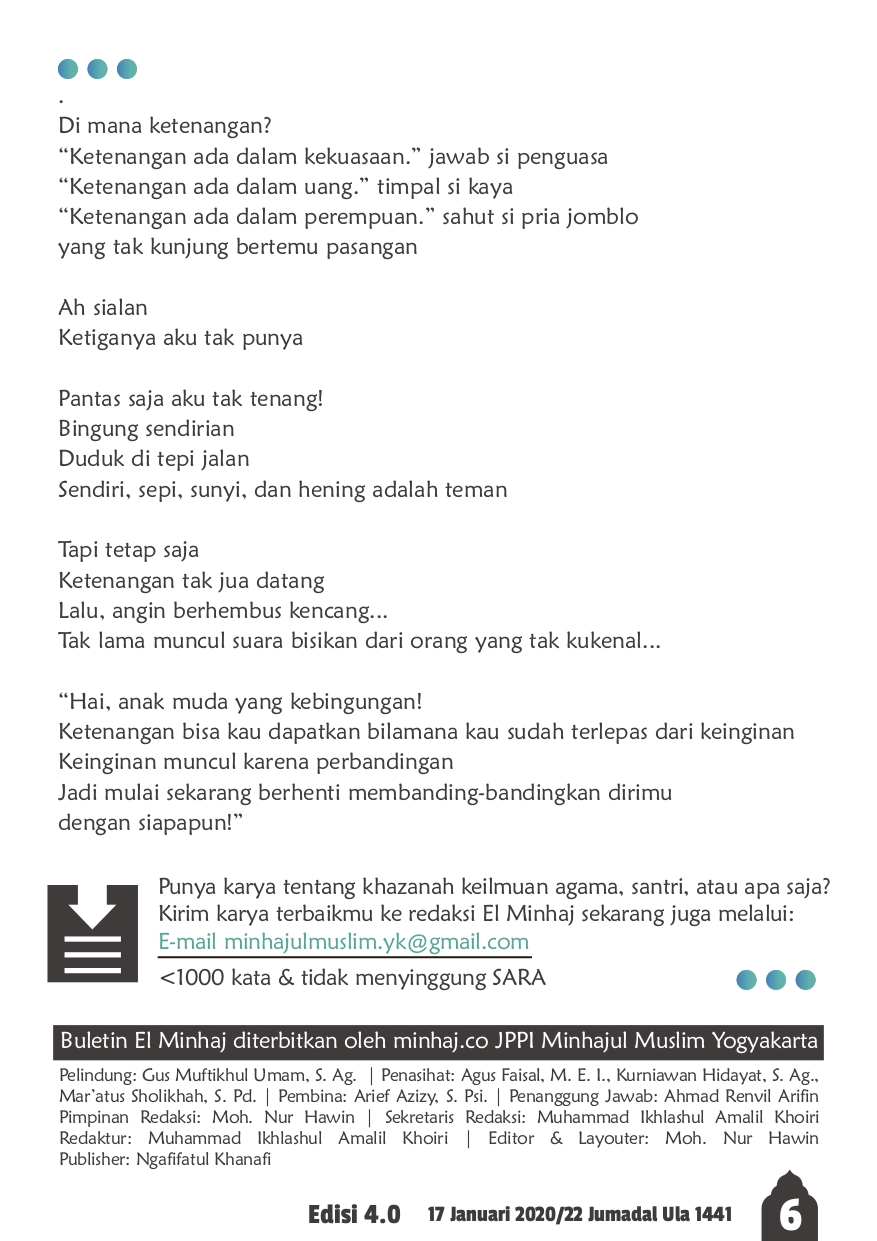 .
Di mana ketenangan?
“Ketenangan ada dalam kekuasaan.” jawab si penguasa
“Ketenangan ada dalam uang.” timpal si kaya
“Ketenangan ada dalam perempuan.” sahut si pria jomblo
yang tak kunjung bertemu pasangan
Ah sialan
Ketiganya aku tak punya
Pantas saja aku tak tenang!
Bingung sendirian
Duduk di tepi jalan
Sendiri, sepi, sunyi, dan hening adalah teman
Tapi tetap saja
Ketenangan tak jua datang
Lalu, angin berhembus kencang...
Tak lama muncul suara bisikan dari orang yang tak kukenal...
“Hai, anak muda yang kebingungan!
Ketenangan bisa kau dapatkan bilamana kau sudah terlepas dari keinginan
Keinginan muncul karena perbandingan
Jadi mulai sekarang berhenti membanding-bandingkan dirimu
dengan siapapun!”
Punya karya tentang khazanah keilmuan agama, santri, atau apa saja?
Kirim karya terbaikmu ke redaksi El Minhaj sekarang juga melalui:
E-mail minhajulmuslim.yk@gmail.com
<1000 kata & tidak menyinggung SARA
Buletin El Minhaj diterbitkan oleh minhaj.co JPPI Minhajul Muslim Yogyakarta
Pelindung: Gus Muftikhul Umam, S. Ag. | Penasihat: Agus Faisal, M. E. I., Kurniawan Hidayat, S. Ag.,
Mar’atus Sholikhah, S. Pd. | Pembina: Arief Azizy, S. Psi. | Penanggung Jawab: Ahmad Renvil Arifin
Pimpinan Redaksi: Moh. Nur Hawin | Sekretaris Redaksi: Muhammad Ikhlashul Amalil Khoiri
Redaktur: Muhammad Ikhlashul Amalil Khoiri | Editor & Layouter: Moh. Nur Hawin
Publisher: Ngafifatul Khanafi
Edisi 4.0 17 Januari 2020/22 Jumadal Ula 1441 6